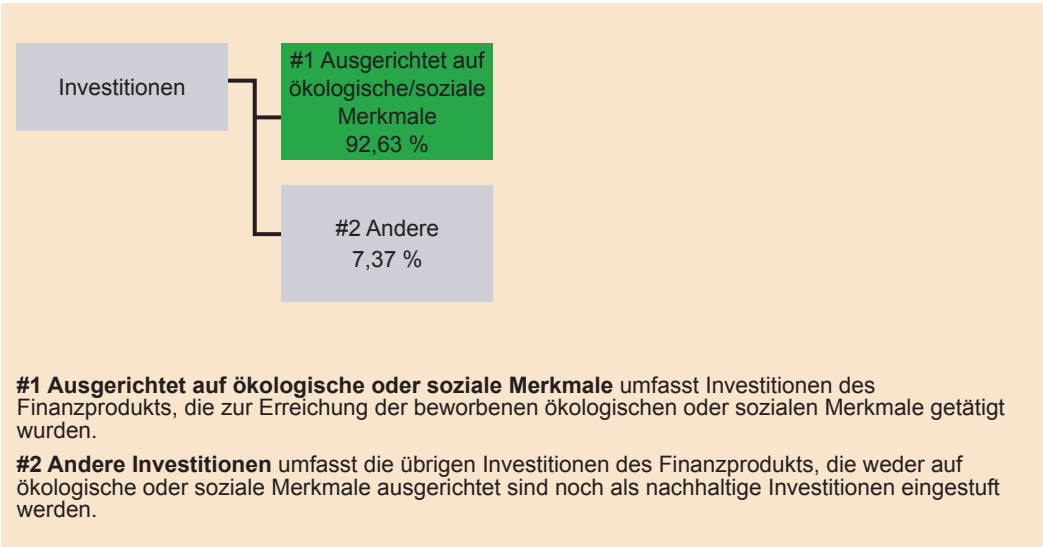 Investitionen
#1 Ausgerichtet auf
ökologische/soziale
Merkmale
92,63 %
#2 Andere
7,37 %
#1 Ausgerichtet auf ökologische oder soziale Merkmale umfasst Investitionen des
Finanzprodukts, die zur Erreichung der beworbenen ökologischen oder sozialen Merkmale getätigt
wurden.
#2 Andere Investitionen umfasst die übrigen Investitionen des Finanzprodukts, die weder auf
ökologische oder soziale Merkmale ausgerichtet sind noch als nachhaltige Investitionen eingestuft
werden.